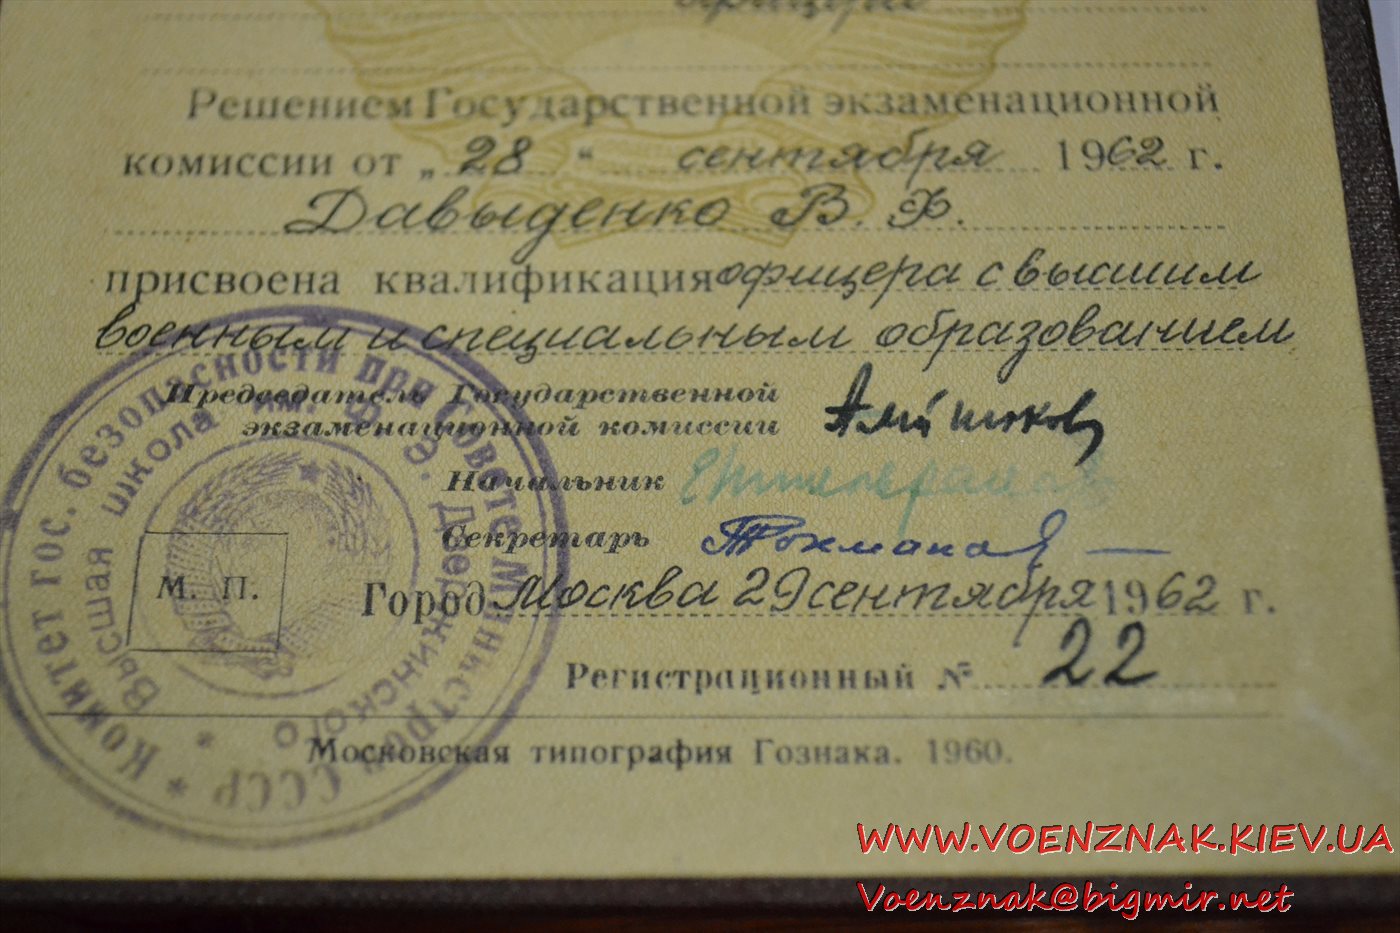 Решением Государственной экзаменационной
комиссии от „ 28 “ сентября 1962 г.
Давыденко В. Ф.
присвоена квалификация офицера с высшим
военным и специальным образованием
Председатель Государственной
экзаменационной комиссии
Начальник
Секретарь
М. П.
Город Москва 29 сентября 1962 г.
Регистрационный № 22
Московская типография Гознака. 1960.
* Комитет гос. безопасности при Совете Министров СССР
* Высшая школа им. Ф.Э. Дзержинского
WWW.VOENZNAK.KIEV.UA
Voenznak@bigmir.net